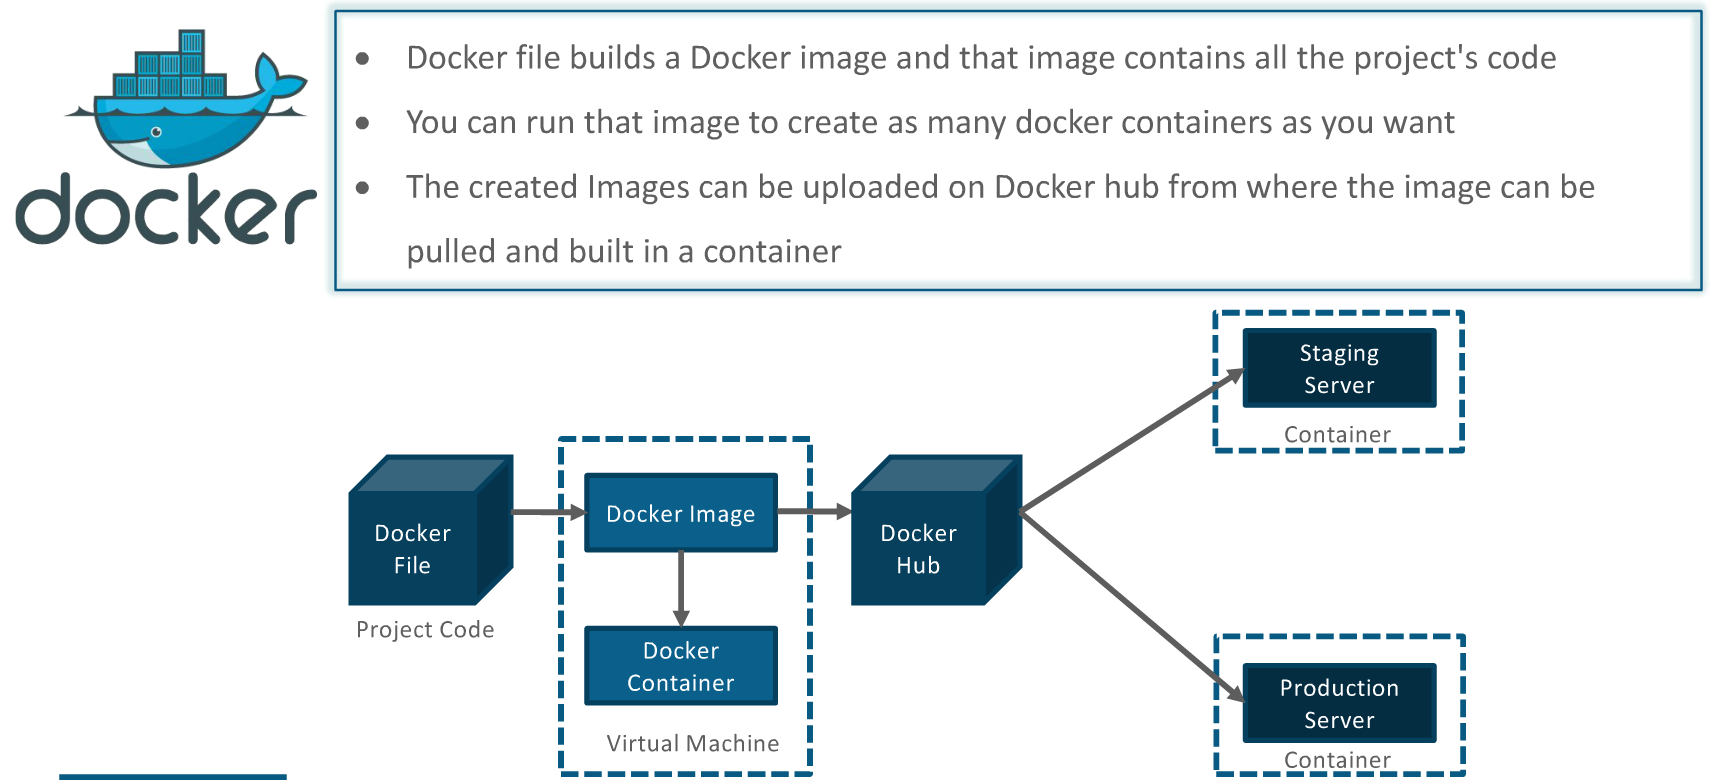 docker
• Docker file builds a Docker image and that image contains all the project's code
• You can run that image to create as many docker containers as you want
• The created Images can be uploaded on Docker hub from where the image can be
pulled and built in a container
Staging
Server
Container
Docker
File
Project Code
Docker Image
Docker
Container
Virtual Machine
Docker
Hub
Production
Server
Container